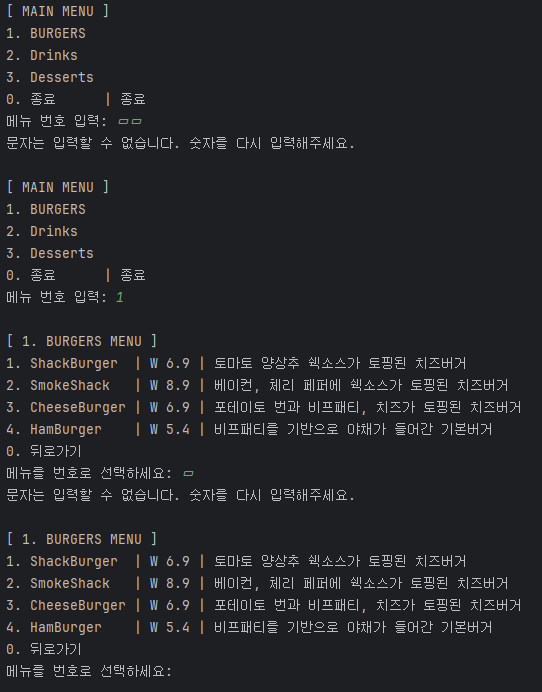 [ MAIN MENU ]
1. BURGERS
2. Drinks
3. Desserts
0. 종료      | 종료
메뉴 번호 입력: ㅁㅁ
문자는 입력할 수 없습니다. 숫자를 다시 입력해주세요.
[ MAIN MENU ]
1. BURGERS
2. Drinks
3. Desserts
0. 종료      | 종료
메뉴 번호 입력: 1
[ 1. BURGERS MENU ]
1. ShackBurger  | W 6.9 | 토마토 양상추 쉑소스가 토핑된 치즈버거
2. SmokeShack   | W 8.9 | 베이컨, 체리 페퍼에 쉑소스가 토핑된 치즈버거
3. CheeseBurger | W 6.9 | 포테이토 번과 비프패티, 치즈가 토핑된 치즈버거
4. HamBurger    | W 5.4 | 비프패티를 기반으로 야채가 들어간 기본버거
0. 뒤로가기
메뉴를 번호로 선택하세요: ㅁ
문자는 입력할 수 없습니다. 숫자를 다시 입력해주세요.
[ 1. BURGERS MENU ]
1. ShackBurger  | W 6.9 | 토마토 양상추 쉑소스가 토핑된 치즈버거
2. SmokeShack   | W 8.9 | 베이컨, 체리 페퍼에 쉑소스가 토핑된 치즈버거
3. CheeseBurger | W 6.9 | 포테이토 번과 비프패티, 치즈가 토핑된 치즈버거
4. HamBurger    | W 5.4 | 비프패티를 기반으로 야채가 들어간 기본버거
0. 뒤로가기
메뉴를 번호로 선택하세요: